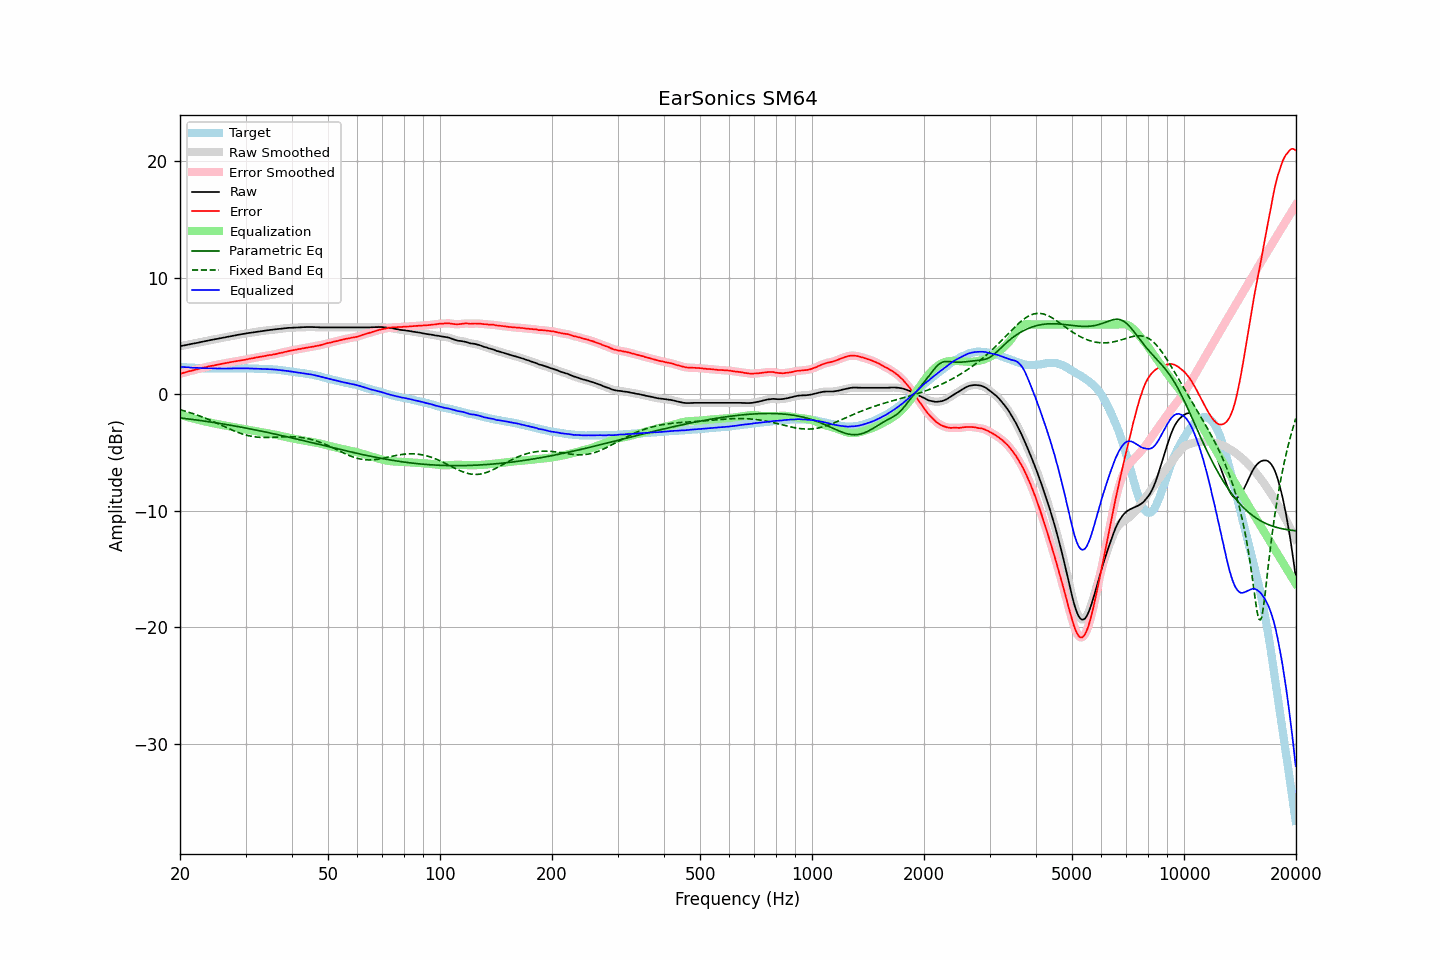 EarSonics SM64
Target
Raw Smoothed
Error Smoothed
Raw
Error
Equalization
Parametric Eq
Fixed Band Eq
Equalized
20
10
0
−10
−20
−30
Amplitude (dBr)
20 50 100 200 500 1000 2000 5000 10000 20000
Frequency (Hz)